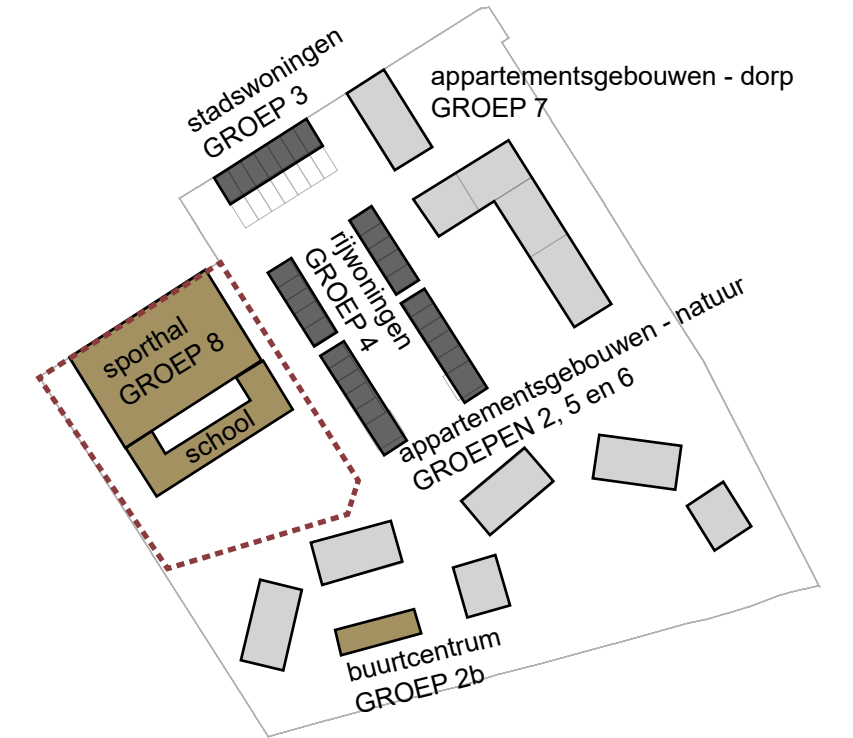 stadswoningen
GROEP 3
appartementsgebouwen - dorp
GROEP 7
rijwoningen
GROEP 4
sporthal
GROEP 8
school
appartementsgebouwen - natuur
GROEPEN 2, 5 en 6
buurtcentrum
GROEP 2b